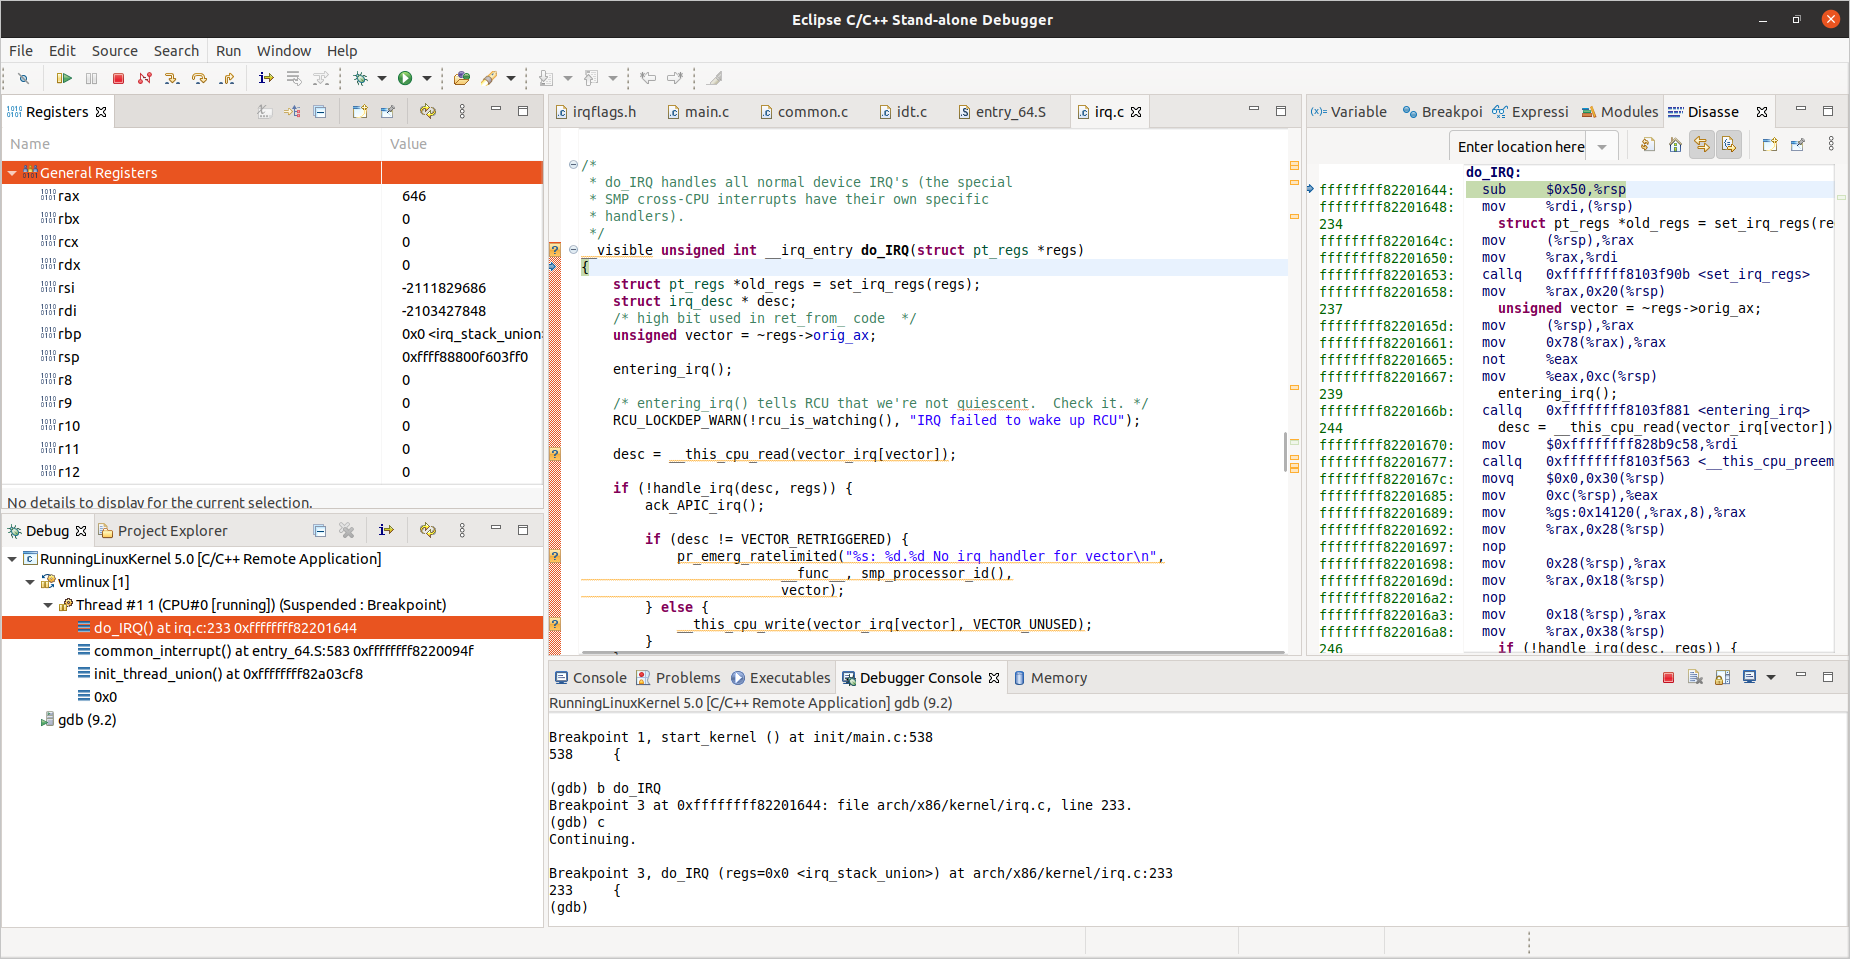 Eclipse C/C++ Stand-alone Debugger
File Edit Source Search Run Window Help
Registers
Name Value
General Registers
rax 646
rbx 0
rcx 0
rdx 0
rsi -2111829686
rdi -2103427848
rbp 0x0 <irq_stack_union>
rsp 0xffff88800f603ff0
r8 0
r9 0
r10 0
r11 0
r12 0
No details to display for the current selection.
Debug Project Explorer
RunningLinuxKernel 5.0 [C/C++ Remote Application]
vmlinux [1]
Thread #1 1 (CPU#0 [running]) (Suspended : Breakpoint)
do_IRQ() at irq.c:233 0xffffffff82201644
common_interrupt() at entry_64.S:583 0xffffffff8220094f
init_thread_union() at 0xffffffff82a03cf8
0x0
gdb (9.2)
irqflags.h main.c common.c idt.c entry_64.S irq.c
/*
* do_IRQ handles all normal device IRQ's (the special
* SMP cross-CPU interrupts have their own specific
* handlers).
*/
__visible unsigned int __irq_entry do_IRQ(struct pt_regs *regs)
{
struct pt_regs *old_regs = set_irq_regs(regs);
struct irq_desc * desc;
/* high bit used in ret_from_ code */
unsigned vector = ~regs->orig_ax;
entering_irq();
/* entering_irq() tells RCU that we're not quiescent. Check it. */
RCU_LOCKDEP_WARN(!rcu_is_watching(), "IRQ failed to wake up RCU");
desc = __this_cpu_read(vector_irq[vector]);
if (!handle_irq(desc, regs)) {
ack_APIC_irq();
if (desc != VECTOR_RETRIGGERED) {
pr_emerg_ratelimited("%s: %d.%d No irq handler for vector\n",
__func__, smp_processor_id(),
vector);
} else {
__this_cpu_write(vector_irq[vector], VECTOR_UNUSED);
}
Variable Breakpoi Expressi Modules Disasse
Enter location here
do_IRQ:
ffffffff82201644: sub $0x50,%rsp
ffffffff82201648: mov %rdi,(%rsp)
234 struct pt_regs *old_regs = set_irq_regs(re
ffffffff8220164c: mov (%rsp),%rax
ffffffff82201650: mov %rax,%rdi
ffffffff82201653: callq 0xffffffff8103f90b <set_irq_regs>
ffffffff82201658: mov %rax,0x20(%rsp)
237 unsigned vector = ~regs->orig_ax;
ffffffff8220165d: mov (%rsp),%rax
ffffffff82201661: mov 0x78(%rax),%rax
ffffffff82201665: not %eax
ffffffff82201667: mov %eax,0xc(%rsp)
239 entering_irq();
ffffffff8220166b: callq 0xffffffff8103f881 <entering_irq>
244 desc = __this_cpu_read(vector_irq[vector])
ffffffff82201670: mov $0xffffffff828b9c58,%rdi
ffffffff82201677: callq 0xffffffff8103f563 <__this_cpu_preem
ffffffff8220167c: movq $0x0,0x30(%rsp)
ffffffff82201685: mov 0xc(%rsp),%eax
ffffffff82201689: mov %gs:0x14120(,%rax,8),%rax
ffffffff82201692: mov %rax,0x28(%rsp)
ffffffff82201697: nop
ffffffff82201698: mov 0x28(%rsp),%rax
ffffffff8220169d: mov %rax,0x18(%rsp)
ffffffff822016a2: nop
ffffffff822016a3: mov 0x18(%rsp),%rax
ffffffff822016a8: mov %rax,0x38(%rsp)
246 if (!handle_irq(desc, regs)) {
Console Problems Executables Debugger Console Memory
RunningLinuxKernel 5.0 [C/C++ Remote Application] gdb (9.2)
Breakpoint 1, start_kernel () at init/main.c:538
538 {
(gdb) b do_IRQ
Breakpoint 3 at 0xffffffff82201644: file arch/x86/kernel/irq.c, line 233.
(gdb) c
Continuing.
Breakpoint 3, do_IRQ (regs=0x0 <irq_stack_union>) at arch/x86/kernel/irq.c:233
233 {
(gdb)